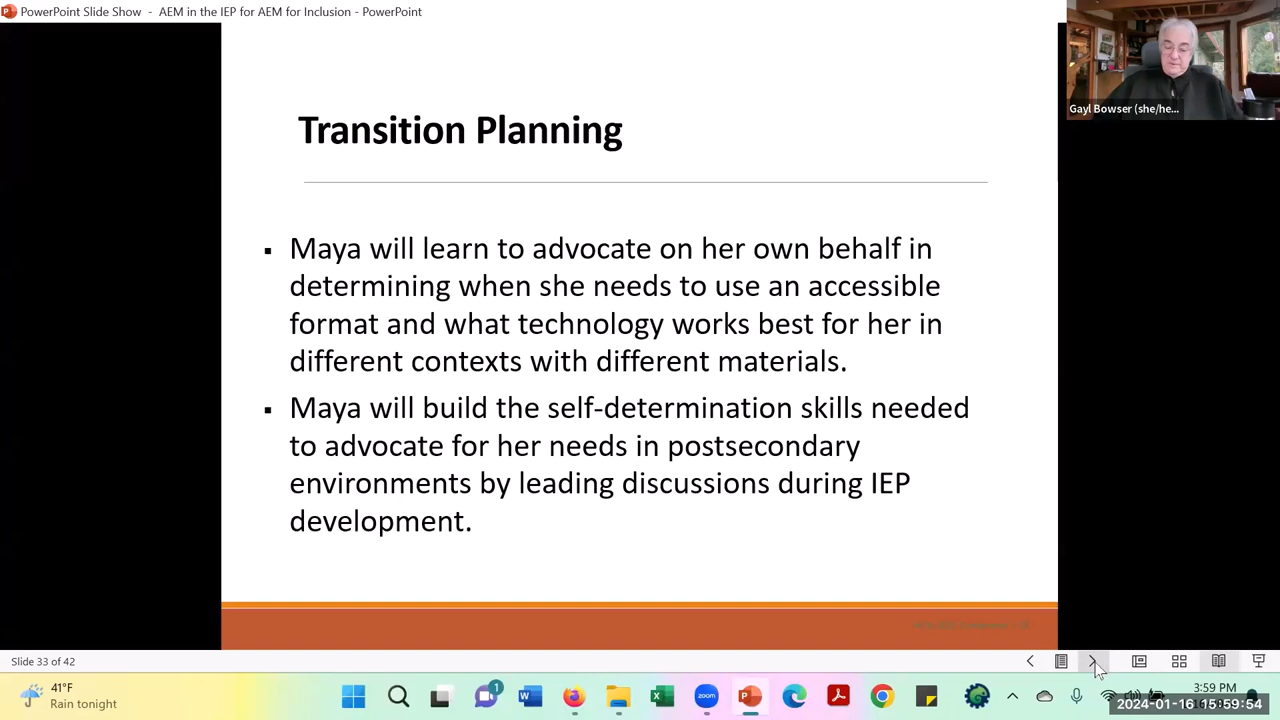 PowerPoint Slide Show - AEM in the IEP for AEM for Inclusion - PowerPoint
Gayl Bowser (she/he...
Transition Planning
▪ Maya will learn to advocate on her own behalf in
determining when she needs to use an accessible
format and what technology works best for her in
different contexts with different materials.
▪ Maya will build the self-determination skills needed
to advocate for her needs in postsecondary
environments by leading discussions during IEP
development.
Slide 33 of 42
41°F
Rain tonight
1
3:59 PM
2024-01-16 15:59:54